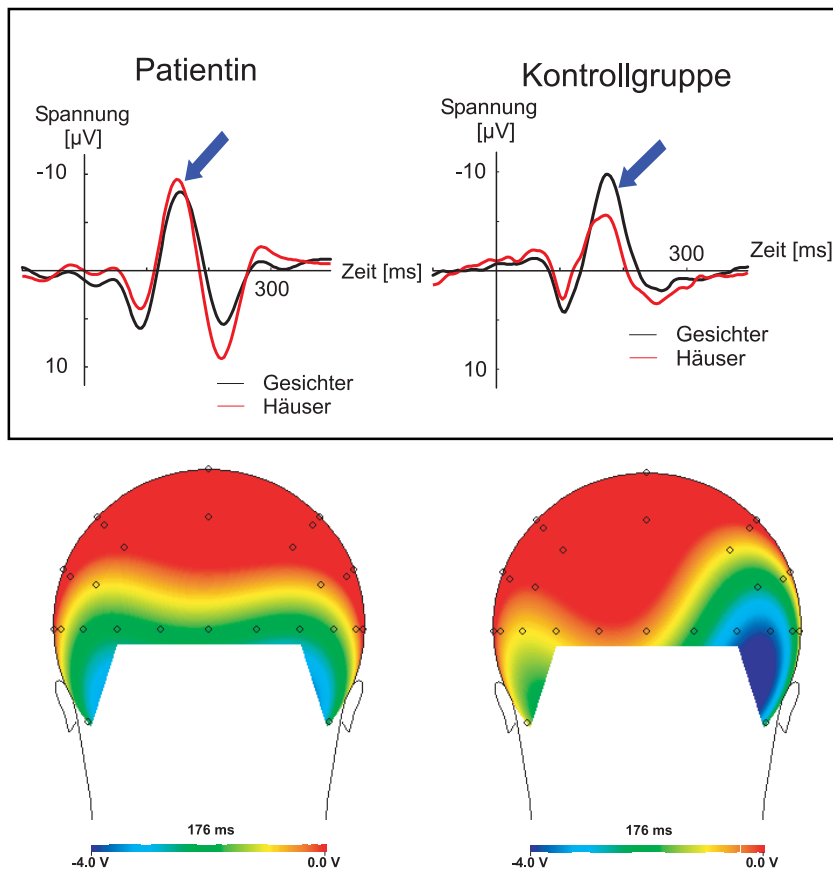 Patientin
Spannung
[µV]
-10
10
300
Zeit [ms]
Gesichter
Häuser
Kontrollgruppe
Spannung
[µV]
-10
10
300
Zeit [ms]
Gesichter
Häuser
176 ms
-4.0 V
0.0 V
176 ms
-4.0 V
0.0 V